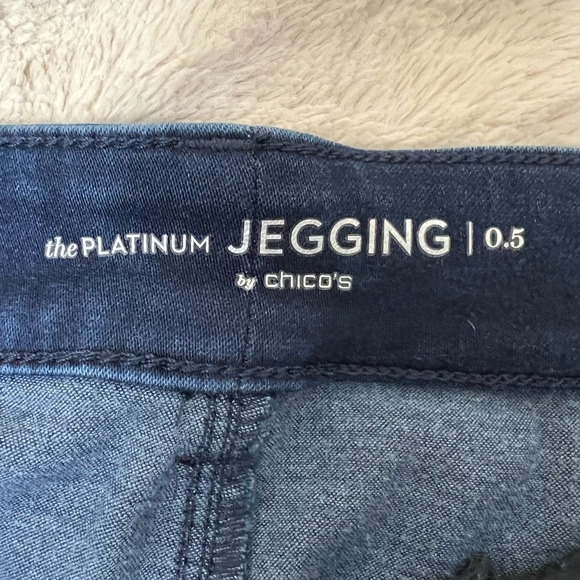 the PLATINUM JEGGING | 0.5
by chico's